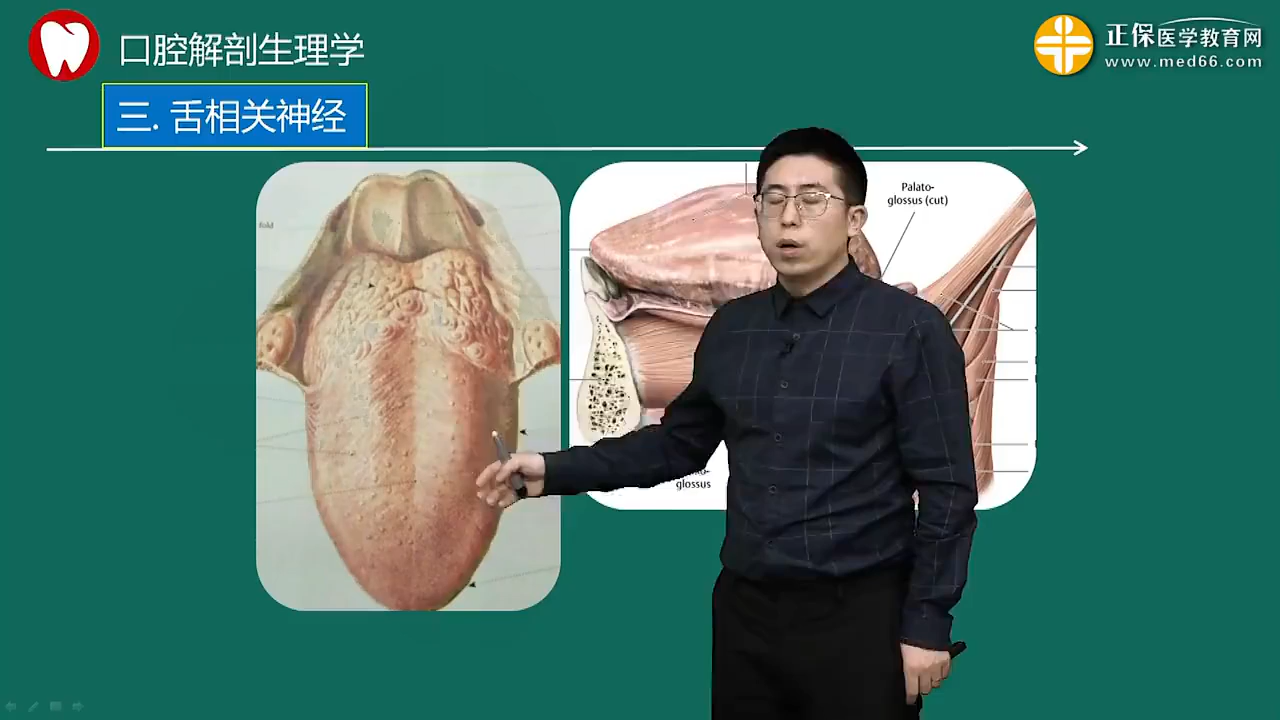 口腔解剖生理学
正保医学教育网
www.med66.com
三. 舌相关神经
Palato-
glossus (cut)
fold
glossus